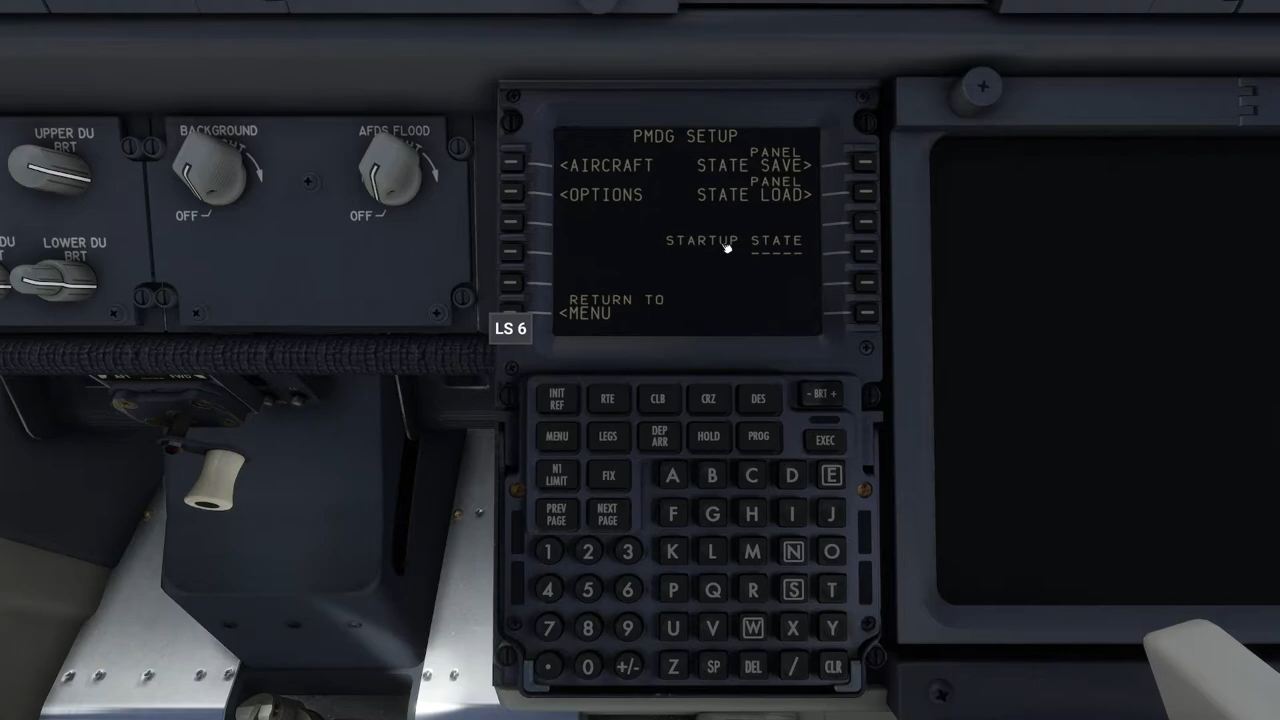 UPPER DU
BRT
BACKGROUND
OFF
AFDS FLOOD
OFF
DU
LOWER DU
BRT
PMDG SETUP
PANEL
<AIRCRAFT STATE SAVE>
PANEL
<OPTIONS STATE LOAD>
STARTUP STATE
-----
RETURN TO
<MENU
LS 6
INIT REF
RTE
CLB
CRZ
DES
- BRT +
MENU
LEGS
DEP ARR
HOLD
PROG
EXEC
N1 LIMIT
FIX
A B C D E
PREV PAGE
NEXT PAGE
F G H I J
1 2 3 K L M N O
4 5 6 P Q R S T
7 8 9 U V W X Y
. 0 +/- Z SP DEL / CLR